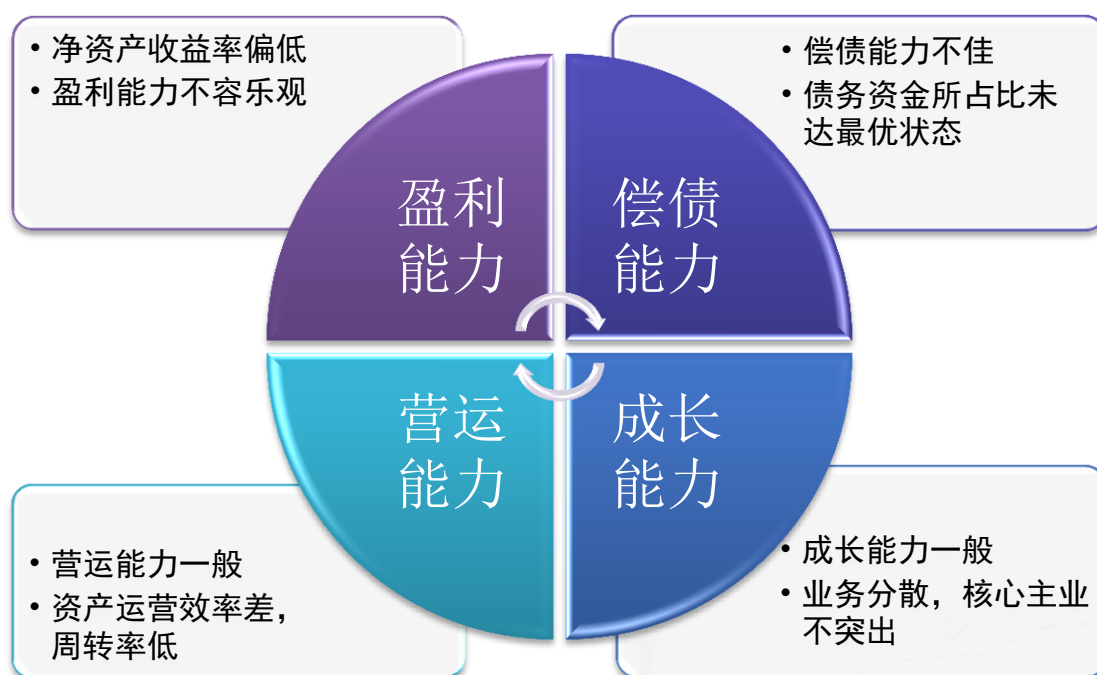 • 净资产收益率偏低
• 盈利能力不容乐观
• 偿债能力不佳
• 债务资金所占比未
达最优状态
盈利
能力
偿债
能力
营运
能力
成长
能力
• 营运能力一般
• 资产运营效率差，
周转率低
• 成长能力一般
• 业务分散，核心主业
不突出